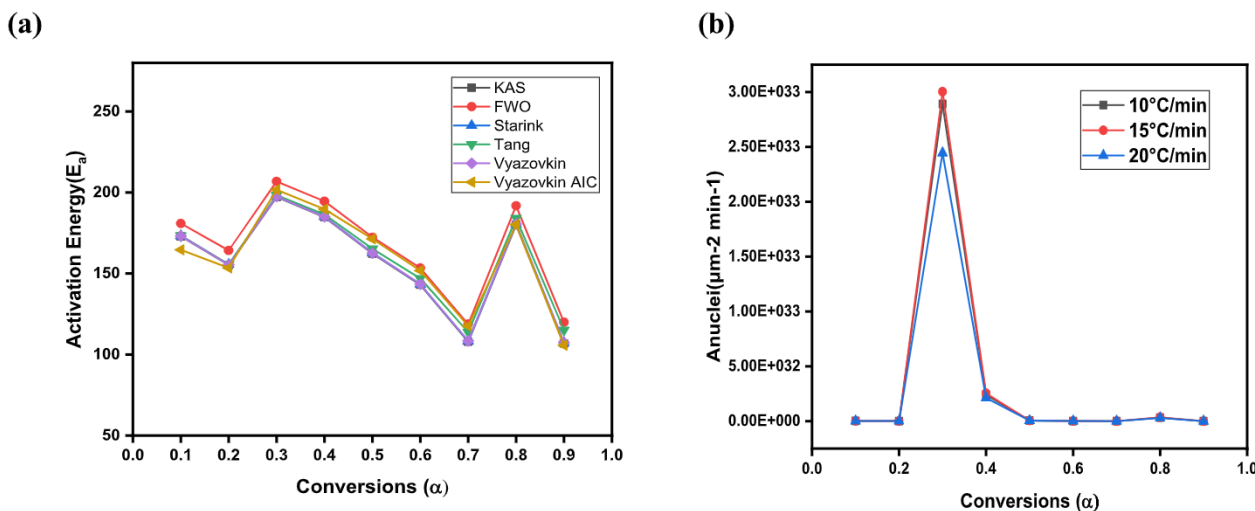 (a)
Activation Energy(Ea)
250
200
150
100
50
0.1 0.2 0.3 0.4 0.5 0.6 0.7 0.8 0.9 1.0
Conversions (α)
KAS
FWO
Starink
Tang
Vyazovkin
Vyazovkin AIC
(b)
Anuclei(μm-2 min-1)
3.00E+033
2.50E+033
2.00E+033
1.50E+033
1.00E+033
5.00E+032
0.00E+000
0.0 0.2 0.4 0.6 0.8 1.0
Conversions (α)
10°C/min
15°C/min
20°C/min